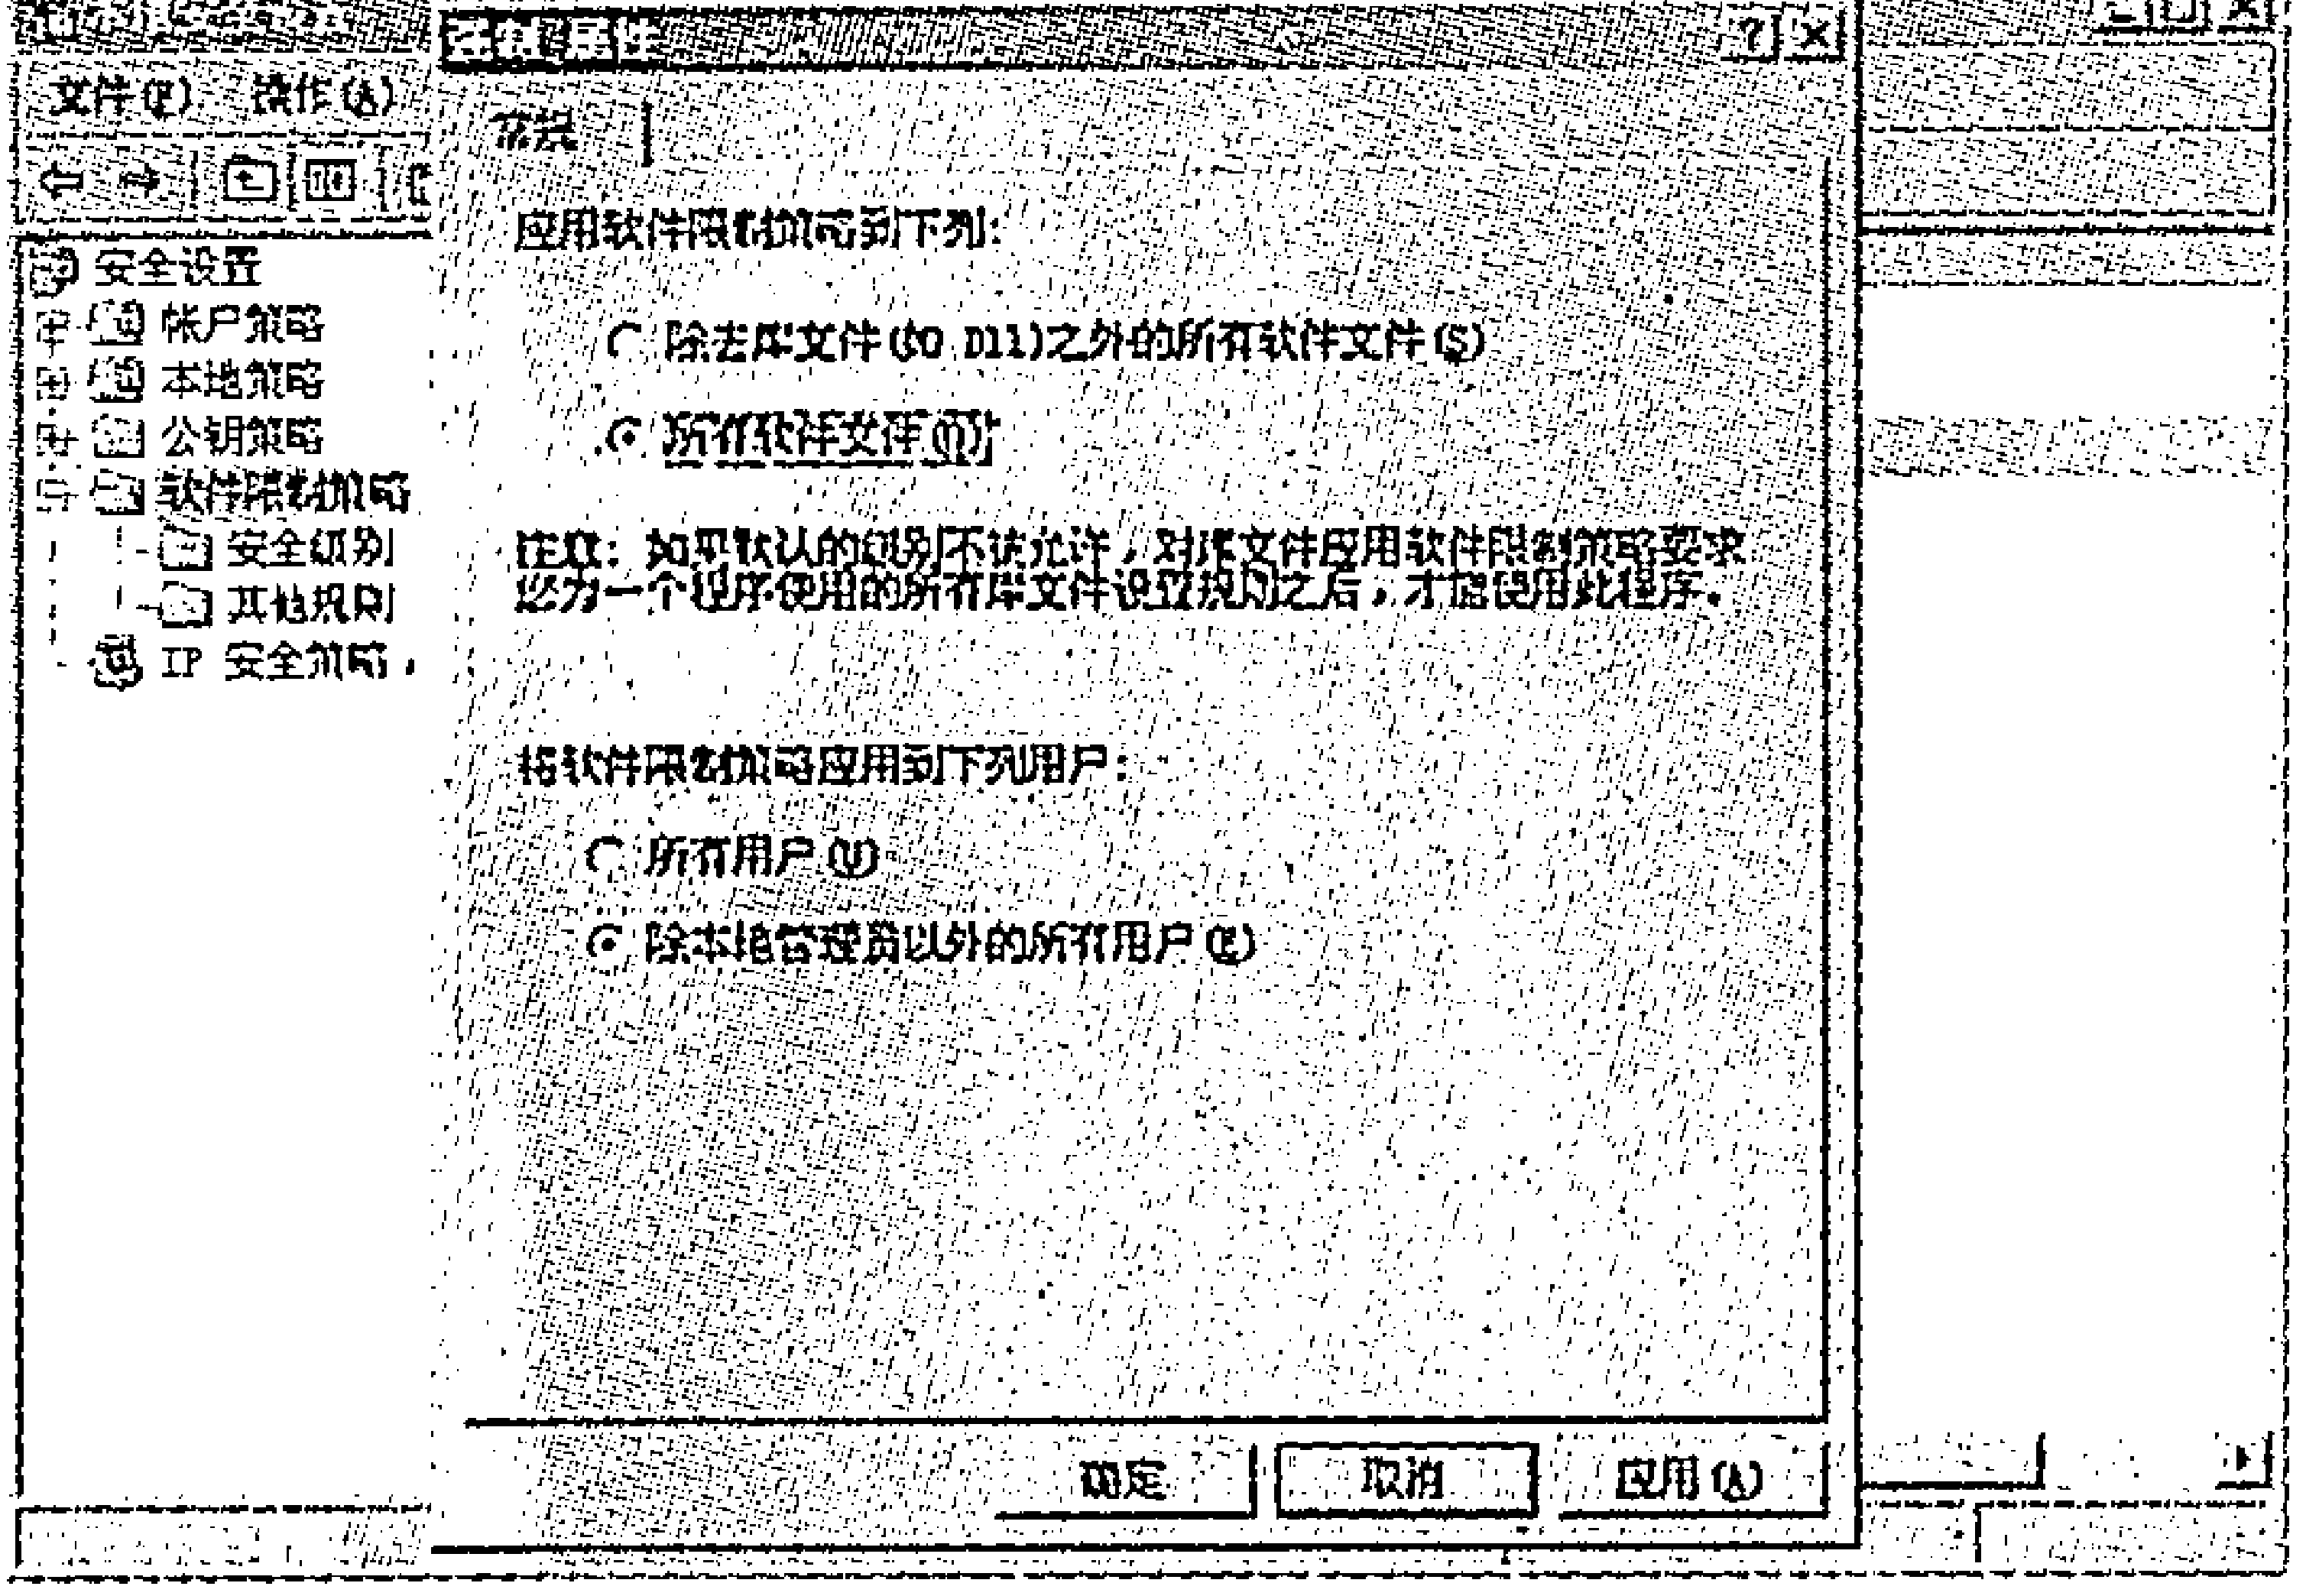 文件(F) 操作(A)
安全设置
帐户策略
本地策略
公钥策略
软件限制策略
安全级别
其他规则
IP 安全策略，
属性
常规
应用软件限制策略到下列:
除去库文件(如 Dll)之外的所有软件文件(S)
所有软件文件
注意: 如果默认的级别不被允许，对库文件应用软件限制策略要求
您为一个程序使用的所有库文件设置规则之后，才能使用此程序。
将软件限制策略应用到下列用户:
所有用户(U)
除本地管理员以外的所有用户(E)
确定
取消
应用(A)